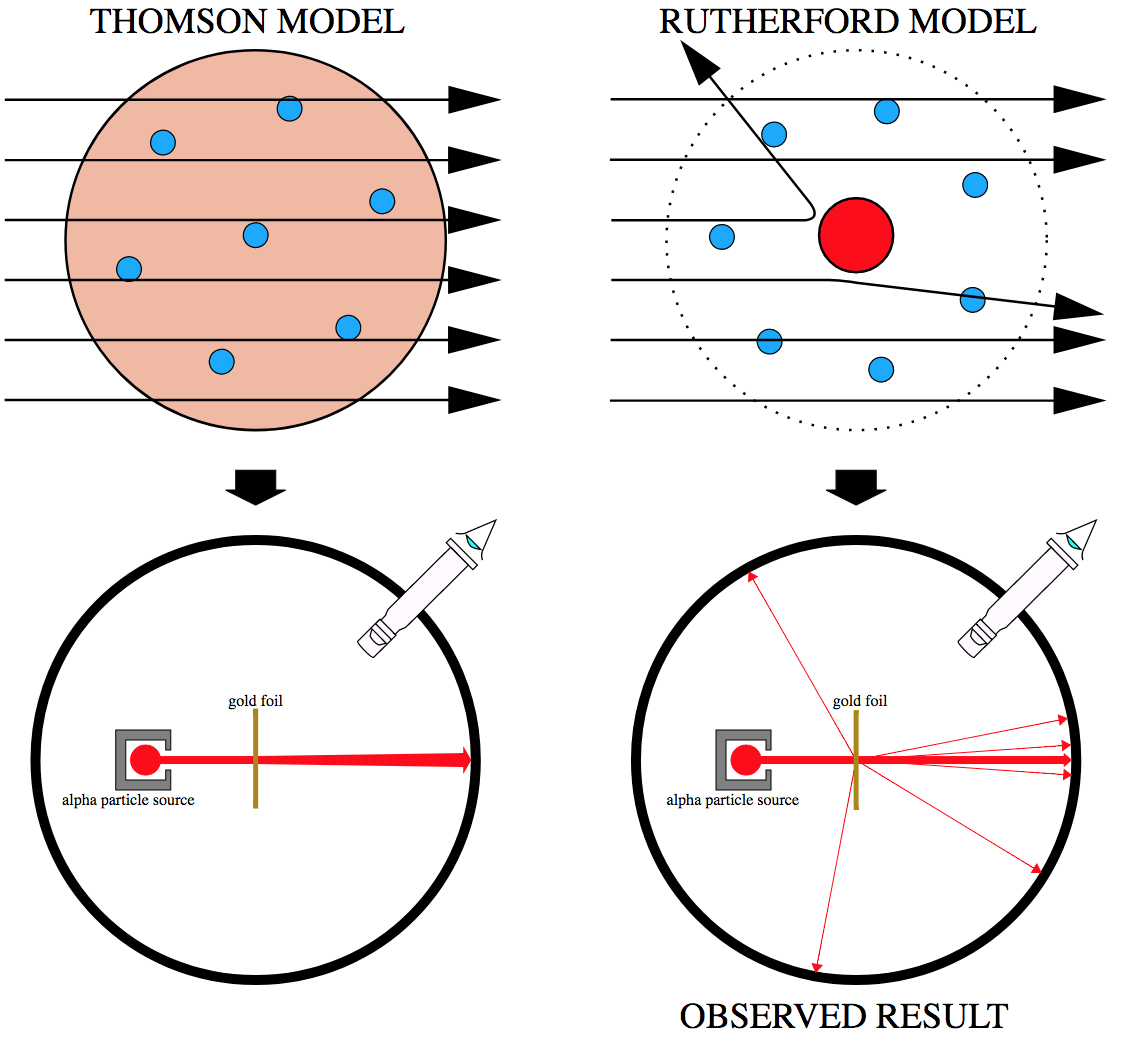 THOMSON MODEL
RUTHERFORD MODEL
gold foil
alpha particle source
gold foil
alpha particle source
OBSERVED RESULT